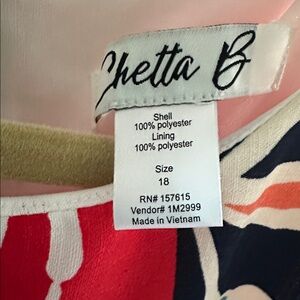 Chetta B
Shell
100% polyester
Lining
100% polyester
Size
18
RN# 157615
Vendor# 1M2999
Made in Vietnam